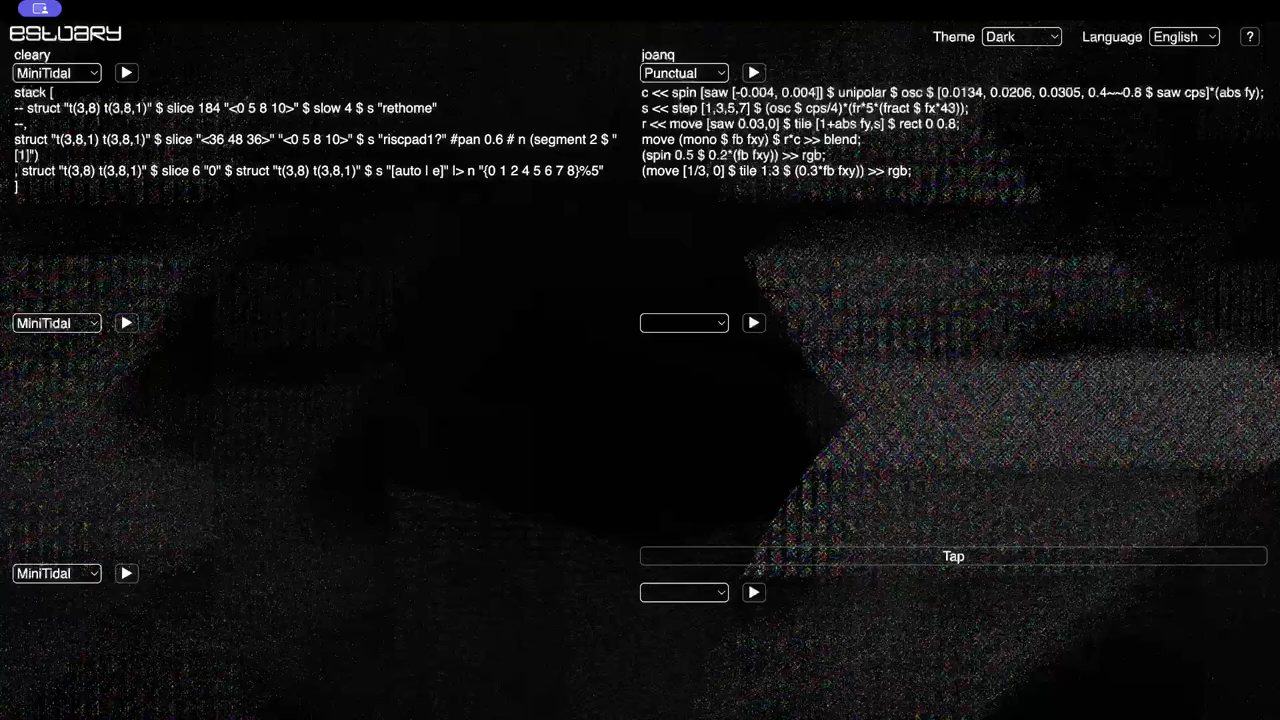 ESTUARY
Theme Dark Language English ?
cleary
MiniTidal
stack [
-- struct "t(3,8) t(3,8,1)" $ slice 184 "<0 5 8 10>" $ slow 4 $ s "rethome"
--,
struct "t(3,8,1) t(3,8,1)" $ slice "<36 48 36>" "<0 5 8 10>" $ s "riscpad1?" #pan 0.6 # n (segment 2 $ "
[1]")
, struct "t(3,8) t(3,8,1)" $ slice 6 "0" $ struct "t(3,8) t(3,8,1)" $ s "[auto | e]" |> n "{0 1 2 4 5 6 7 8}%5"
]
joanq
Punctual
c << spin [saw [-0.004, 0.004]] $ unipolar $ osc $ [0.0134, 0.0206, 0.0305, 0.4~~0.8 $ saw cps]*(abs fy);
s << step [1,3,5,7] $ (osc $ cps/4)*(fr*5*(fract $ fx*43));
r << move [saw 0.03,0] $ tile [1+abs fy,s] $ rect 0 0.8;
move (mono $ fb fxy) $ r*c >> blend;
(spin 0.5 $ 0.2*(fb fxy)) >> rgb;
(move [1/3, 0] $ tile 1.3 $ (0.3*fb fxy)) >> rgb;
MiniTidal
Tap
MiniTidal